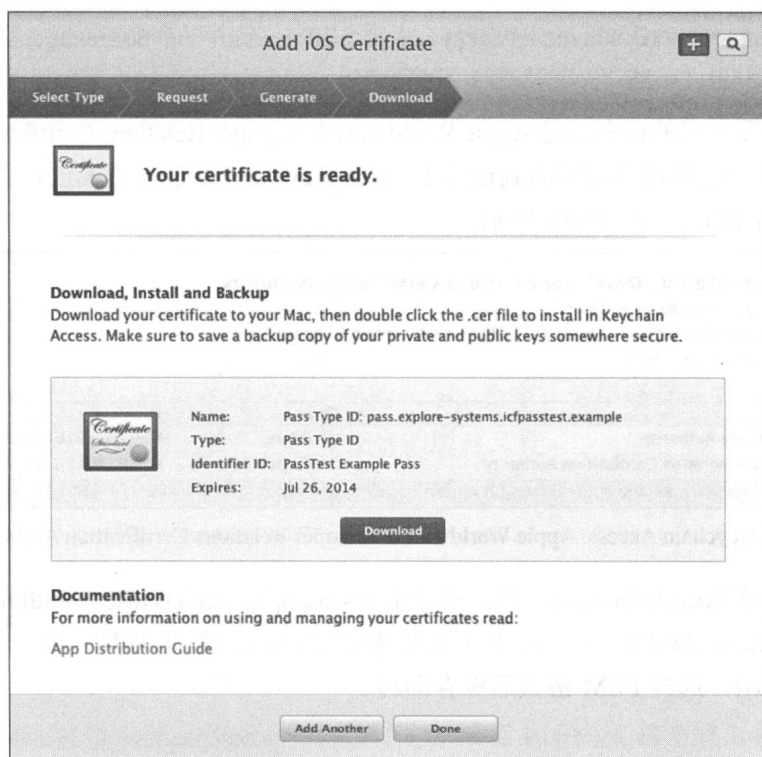 Add iOS Certificate
Select Type Request Generate Download
Certificate
Your certificate is ready.
Download, Install and Backup
Download your certificate to your Mac, then double click the .cer file to install in Keychain
Access. Make sure to save a backup copy of your private and public keys somewhere secure.
Certificate
Name: Pass Type ID: pass.explore-systems.icfpasstest.example
Type: Pass Type ID
Identifier ID: PassTest Example Pass
Expires: Jul 26, 2014
Download
Documentation
For more information on using and managing your certificates read:
App Distribution Guide
Add Another Done